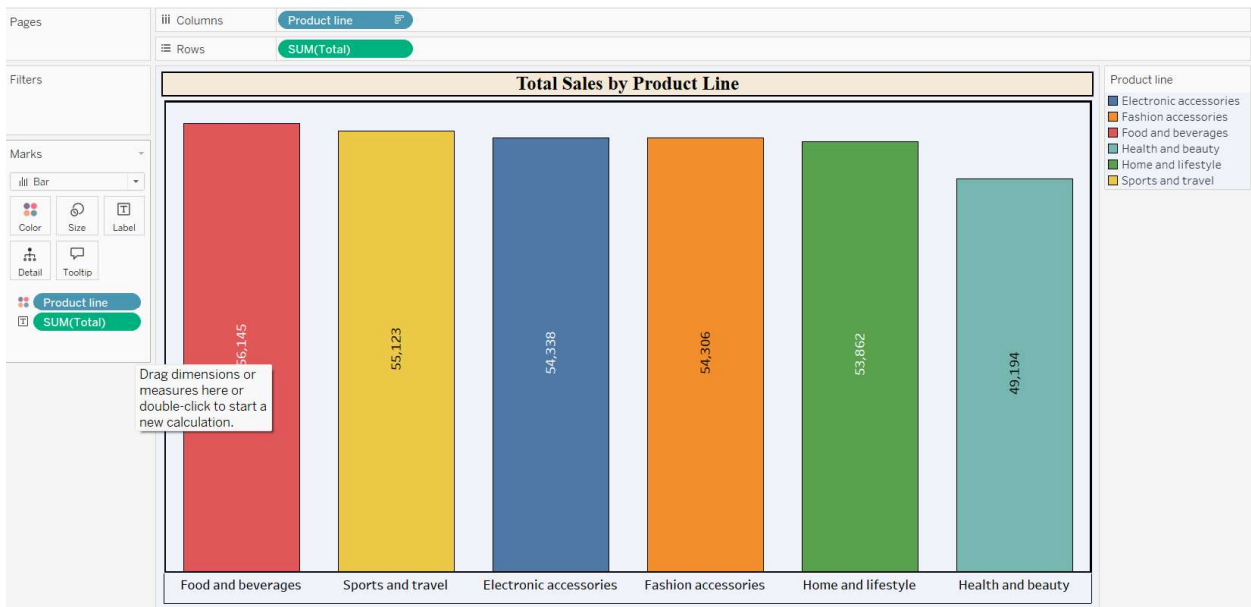 Pages
iii Columns
Product line
Rows
SUM(Total)
Filters
Marks
Bar
Color
Size
Label
Detail
Tooltip
Product line
SUM(Total)
Drag dimensions or
measures here or
double-click to start a
new calculation.
Total Sales by Product Line
56,145
55,123
54,338
54,306
53,862
49,194
Food and beverages
Sports and travel
Electronic accessories
Fashion accessories
Home and lifestyle
Health and beauty
Product line
Electronic accessories
Fashion accessories
Food and beverages
Health and beauty
Home and lifestyle
Sports and travel